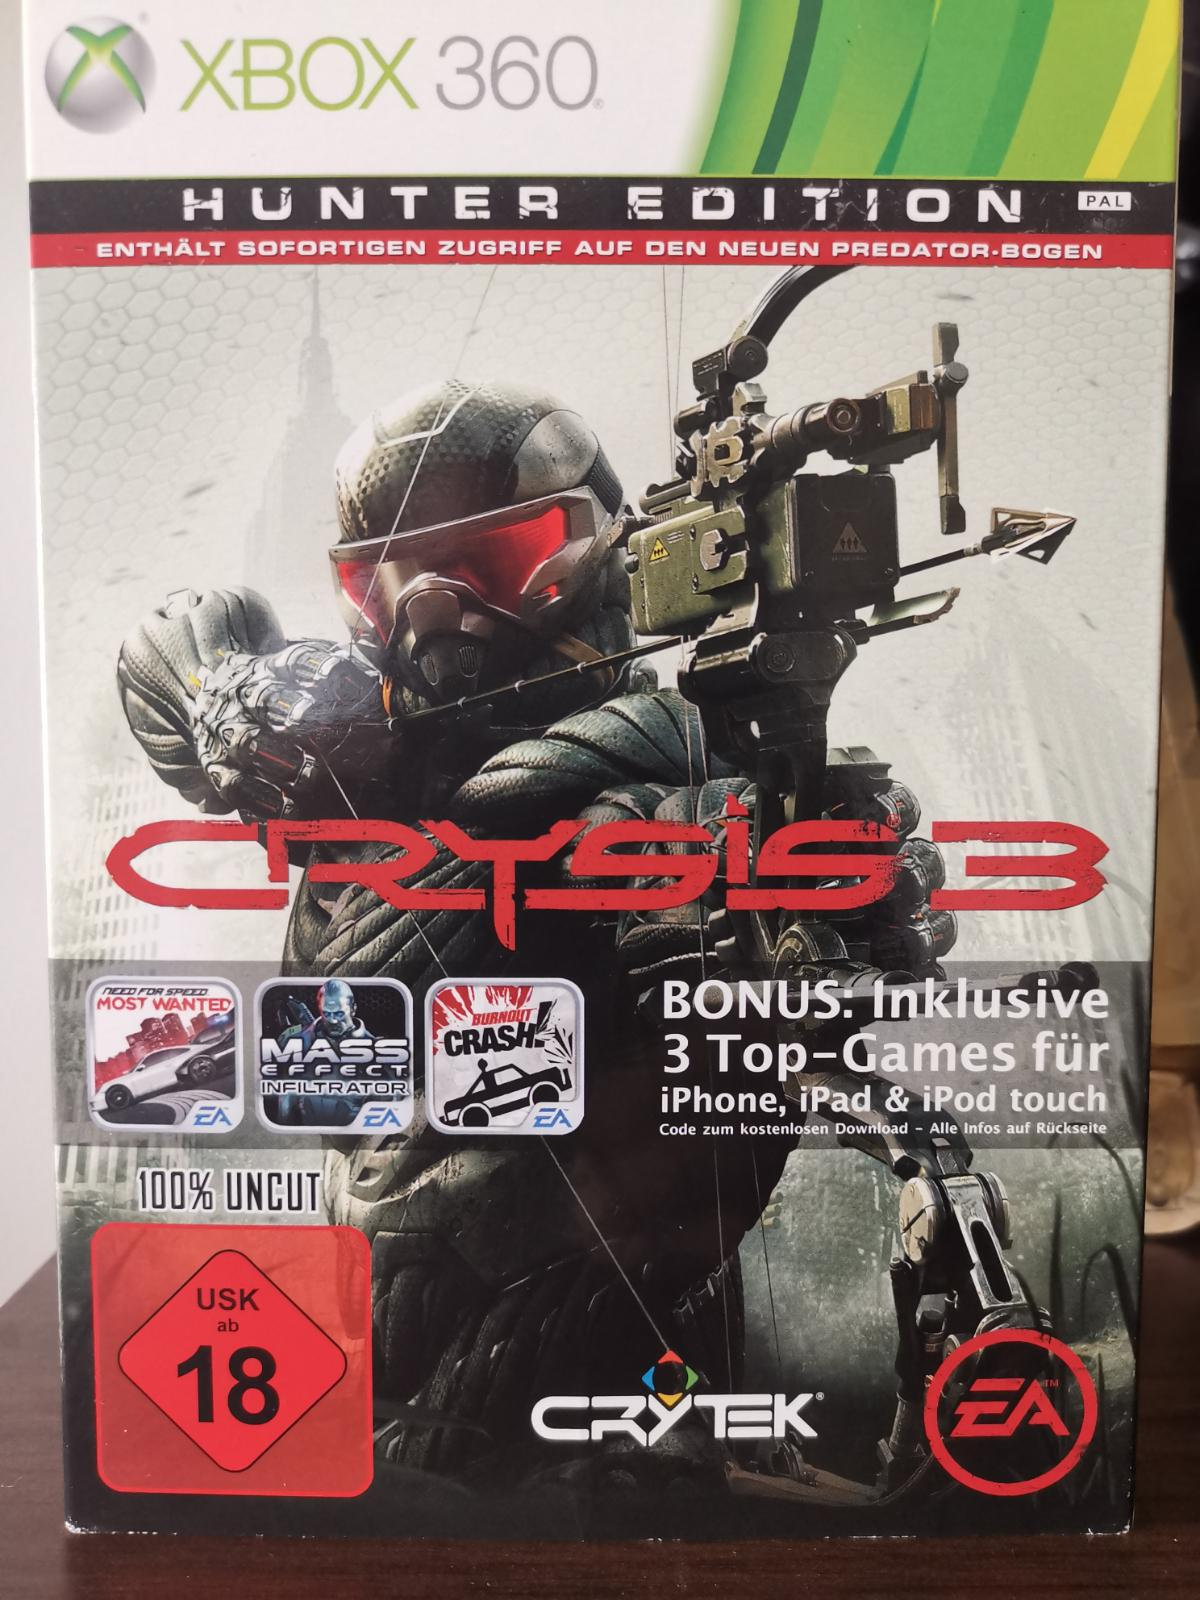 XBOX 360
HUNTER EDITION
PAL
ENTHÄLT SOFORTIGEN ZUGRIFF AUF DEN NEUEN PREDATOR-BOGEN
CRYSIS 3
NEED FOR SPEED
MOST WANTED
EA
MASS
EFFECT
INFILTRATOR
EA
BURNOUT
CRASH!
EA
BONUS: Inklusive
3 Top-Games für
iPhone, iPad & iPod touch
Code zum kostenlosen Download - Alle Infos auf Rückseite
100% UNCUT
USK
ab
18
CRYTEK®
EA™